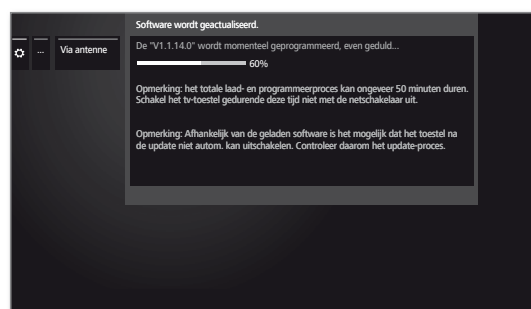 Software wordt geactualiseerd.
... Via antenne
De "V1.1.14.0" wordt momenteel geprogrammeerd, even geduld...
60%
Opmerking: het totale laad- en programmeerproces kan ongeveer 50 minuten duren.
Schakel het tv-toestel gedurende deze tijd niet met de netschakelaar uit.
Opmerking: Afhankelijk van de geladen software is het mogelijk dat het toestel na
de update niet autom. kan uitschakelen. Controleer daarom het update-proces.